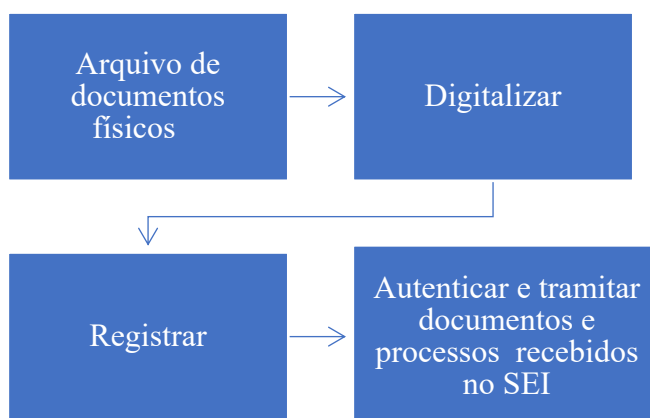 Arquivo de
documentos
físicos
Digitalizar
Registrar
Autenticar e tramitar
documentos e
processos recebidos
no SEI